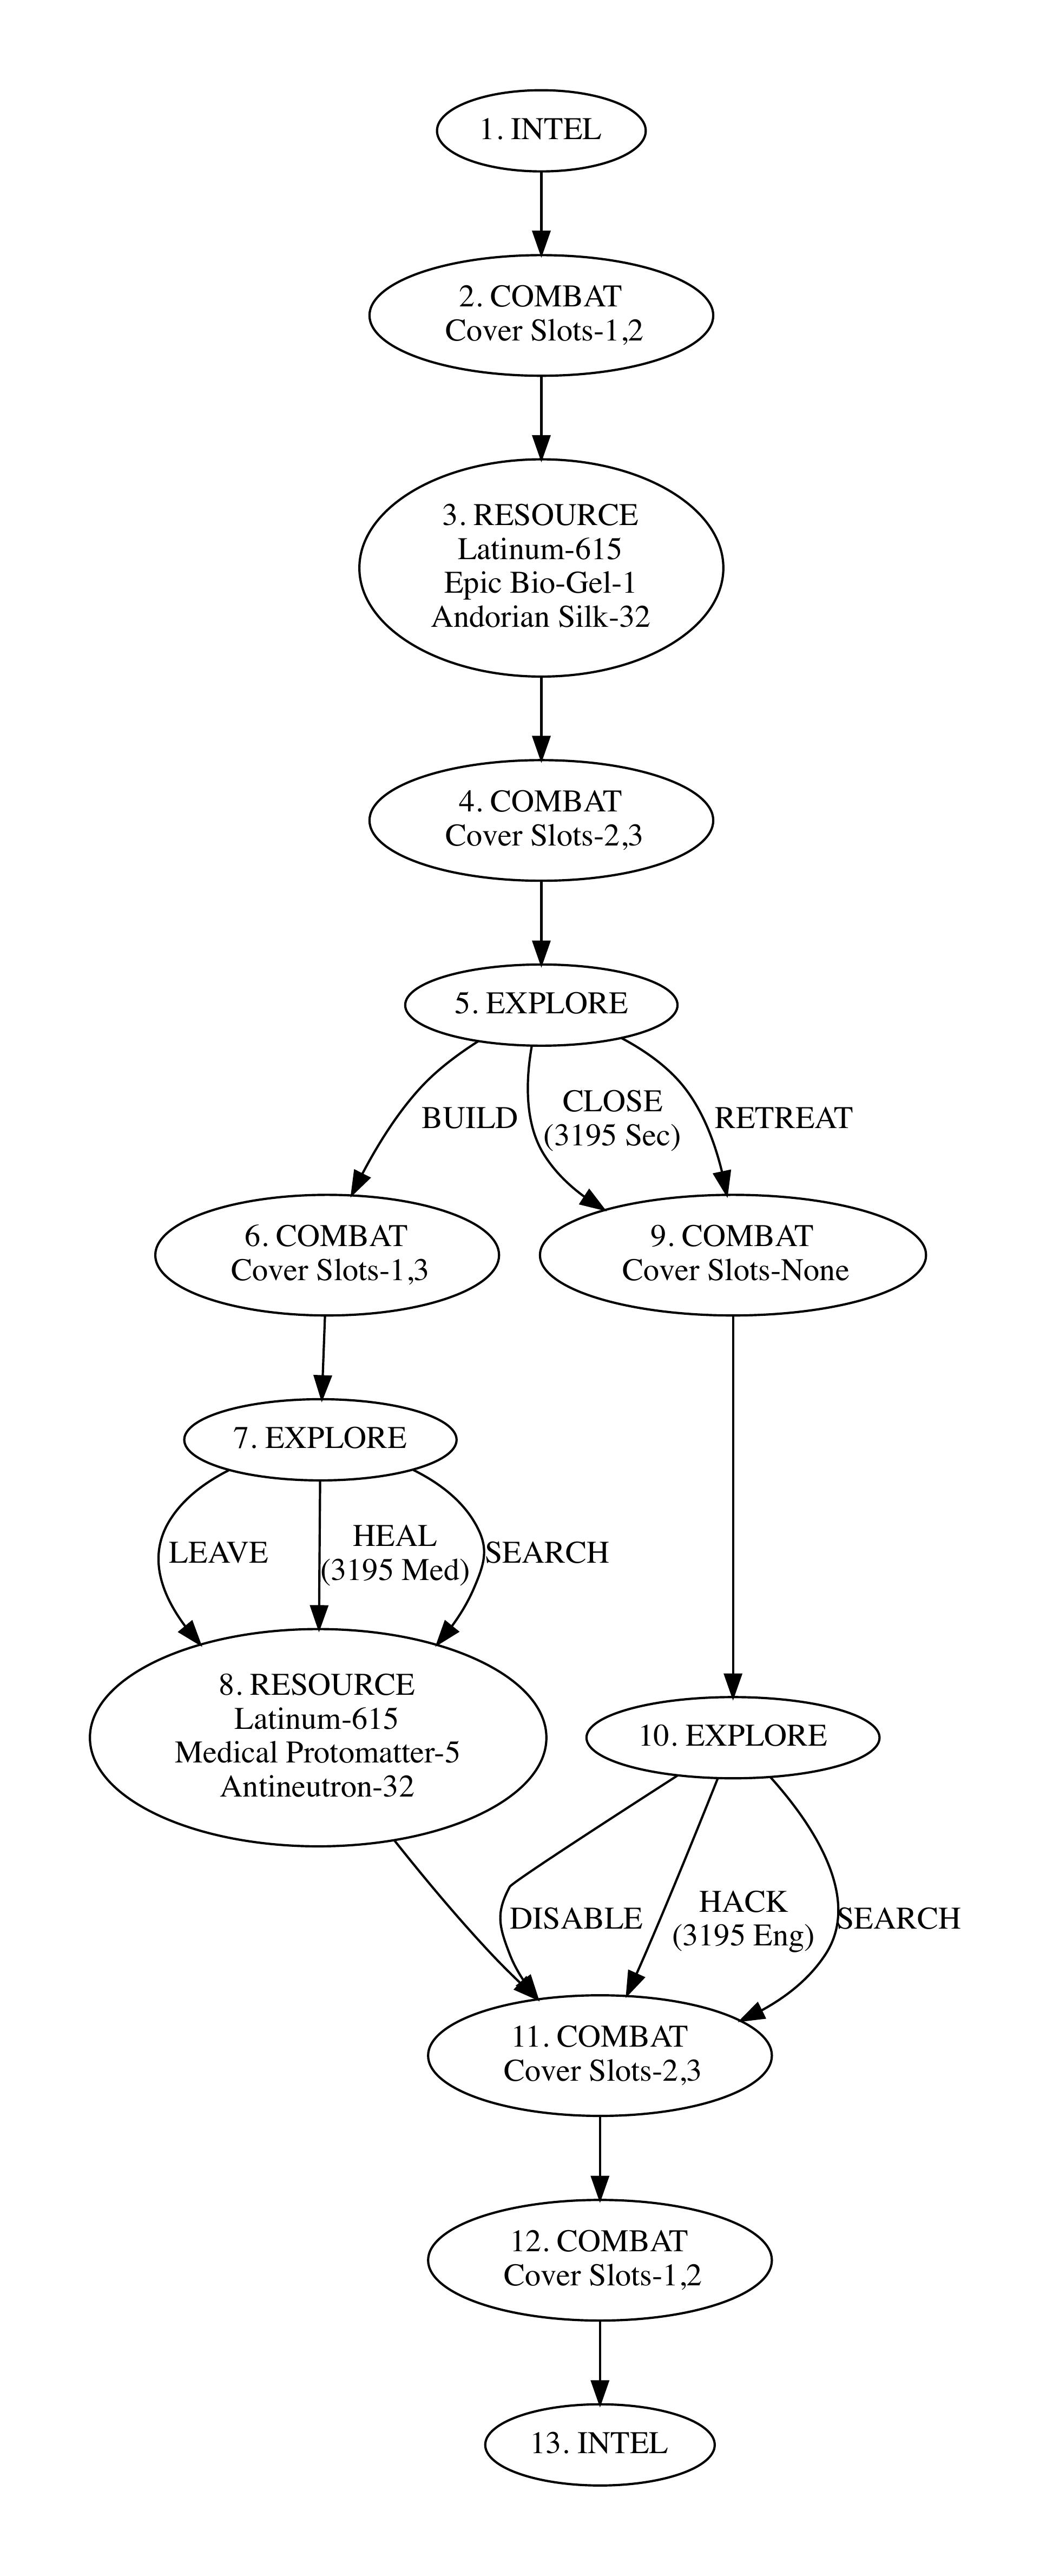 1. INTEL
2. COMBAT
Cover Slots-1,2
3. RESOURCE
Latinum-615
Epic Bio-Gel-1
Andorian Silk-32
4. COMBAT
Cover Slots-2,3
5. EXPLORE
BUILD
CLOSE
(3195 Sec)
RETREAT
6. COMBAT
Cover Slots-1,3
9. COMBAT
Cover Slots-None
7. EXPLORE
LEAVE
HEAL
(3195 Med)
SEARCH
8. RESOURCE
Latinum-615
Medical Protomatter-5
Antineutron-32
10. EXPLORE
DISABLE
HACK
(3195 Eng)
SEARCH
11. COMBAT
Cover Slots-2,3
12. COMBAT
Cover Slots-1,2
13. INTEL